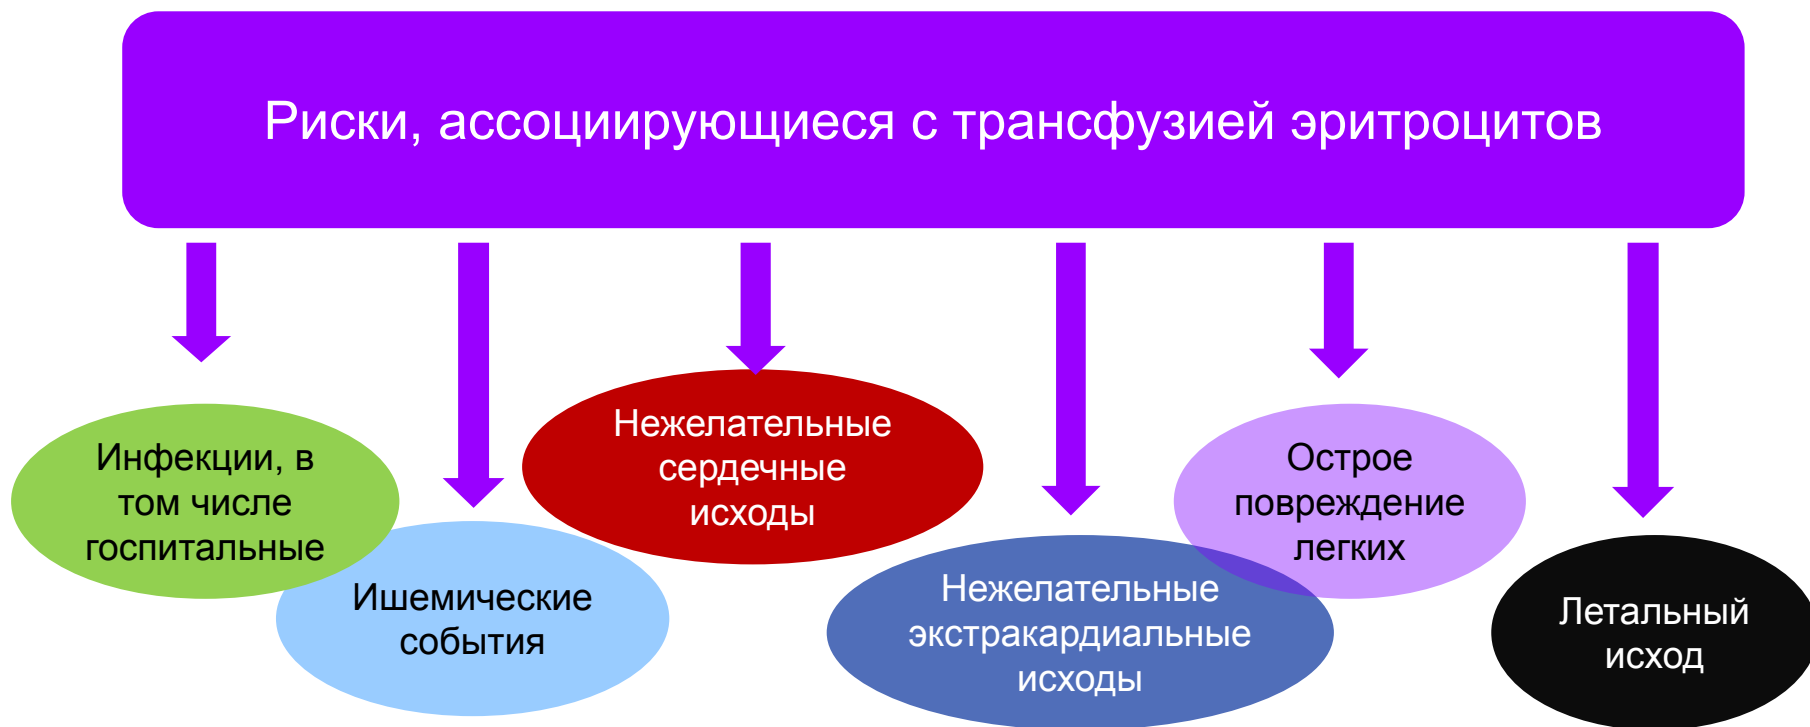 Риски, ассоциирующиеся с трансфузией эритроцитов
Инфекции, в
том числе
госпитальные
Ишемические
события
Нежелательные
сердечные
исходы
Нежелательные
экстракардиальные
исходы
Острое
повреждение
легких
Летальный
исход